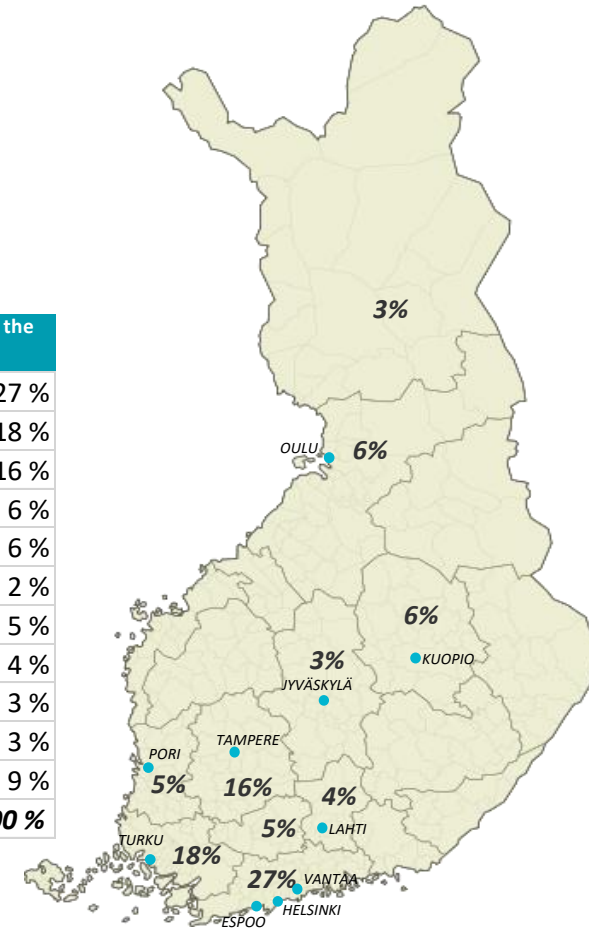 the
27 %
18 %
16 %
6 %
6 %
2 %
5 %
4 %
3 %
3 %
9 %
00 %
3%
OULU
6%
6%
KUOPIO
3%
JYVÄSKYLÄ
PORI
TAMPERE
5%
16%
4%
5%
LAHTI
TURKU
18%
27%
VANTAA
HELSINKI
ESPOO